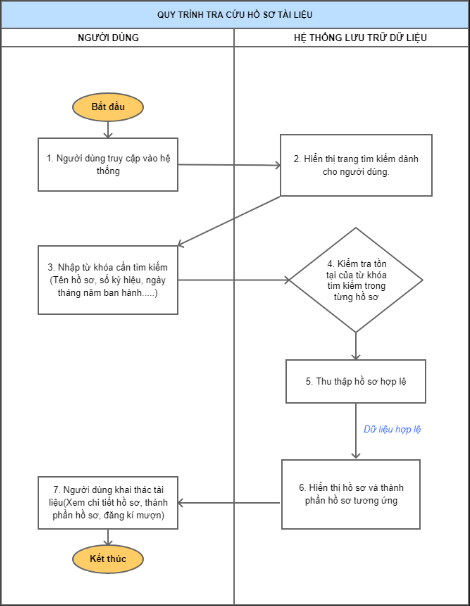 QUY TRÌNH TRA CỨU HỒ SƠ TÀI LIỆU
NGƯỜI DÙNG
HỆ THỐNG LƯU TRỮ DỮ LIỆU
Bắt đầu
1. Người dùng truy cập vào hệ
thống
2. Hiển thị trang tìm kiếm dành
cho người dùng.
3. Nhập từ khóa cần tìm kiếm
(Tên hồ sơ, số ký hiệu, ngày
tháng năm ban hành.....)
4. Kiểm tra tồn
tại của từ khóa
tìm kiếm trong
từng hồ sơ
5. Thu thập hồ sơ hợp lệ
Dữ liệu hợp lệ
6. Hiển thị hồ sơ và thành
phần hồ sơ tương ứng
7. Người dùng khai thác tài
liệu(Xem chi tiết hồ sơ, thành
phần hồ sơ, đăng kí mượn)
Kết thúc